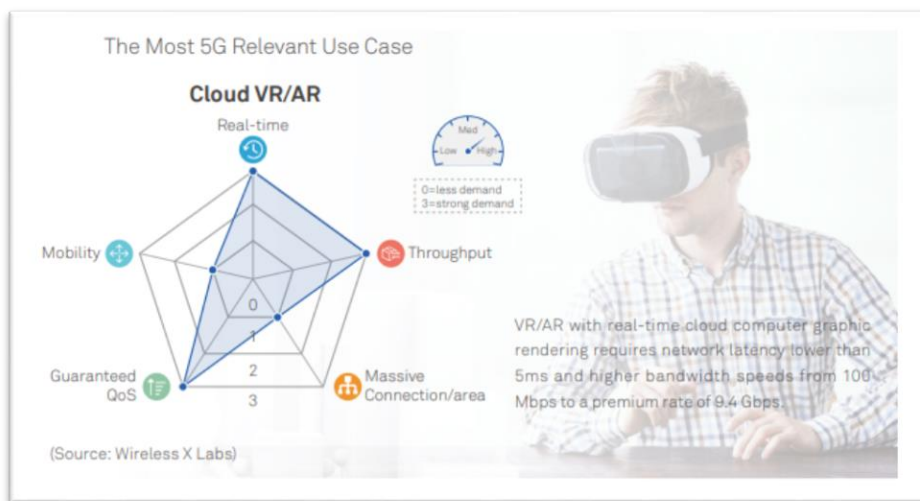 The Most 5G Relevant Use Case
Cloud VR/AR
Real-time
Med
Low
High
0=less demand
3=strong demand
Mobility
Throughput
0
1
2
3
Guaranteed
QoS
Massive
Connection/area
VR/AR with real-time cloud computer graphic
rendering requires network latency lower than
5ms and higher bandwidth speeds from 100
Mbps to a premium rate of 9.4 Gbps.
(Source: Wireless X Labs)